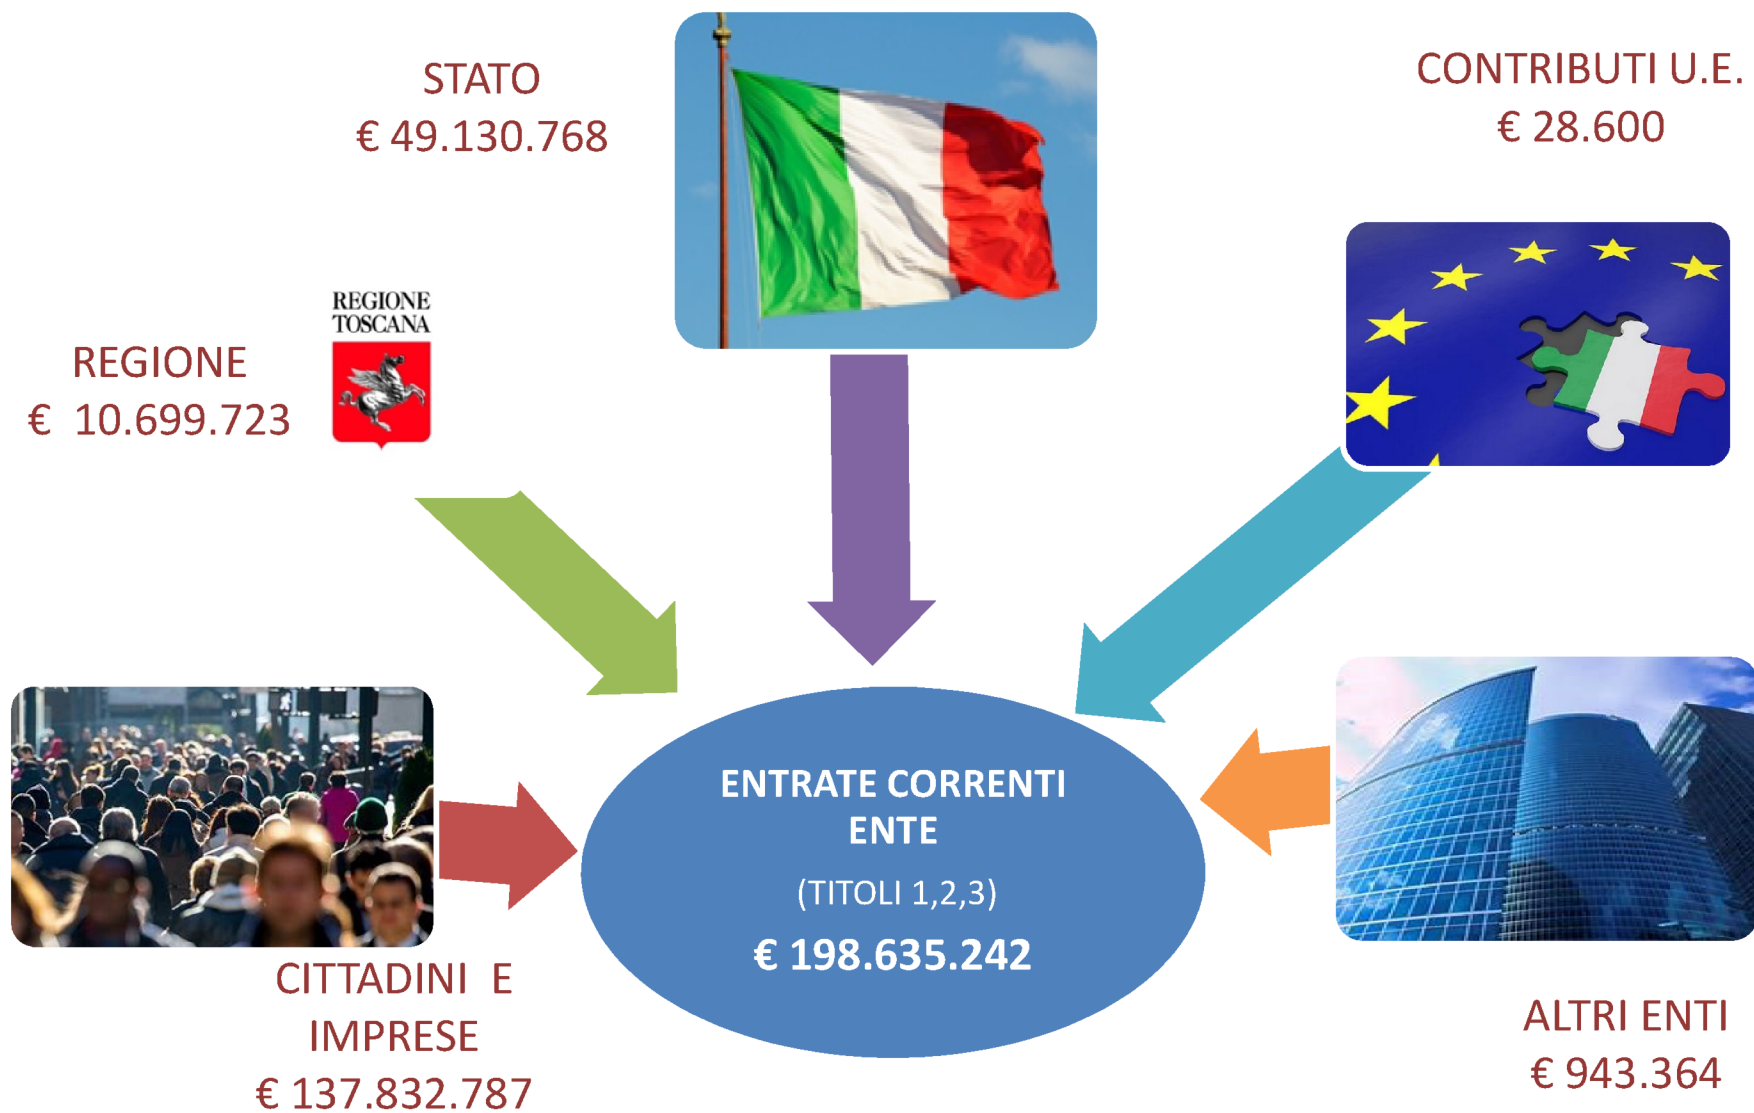 STATO
€ 49.130.768
CONTRIBUTI U.E.
€ 28.600
REGIONE
TOSCANA
REGIONE
€ 10.699.723
ENTRATE CORRENTI
ENTE
(TITOLI 1,2,3)
€ 198.635.242
CITTADINI E
IMPRESE
€ 137.832.787
ALTRI ENTI
€ 943.364